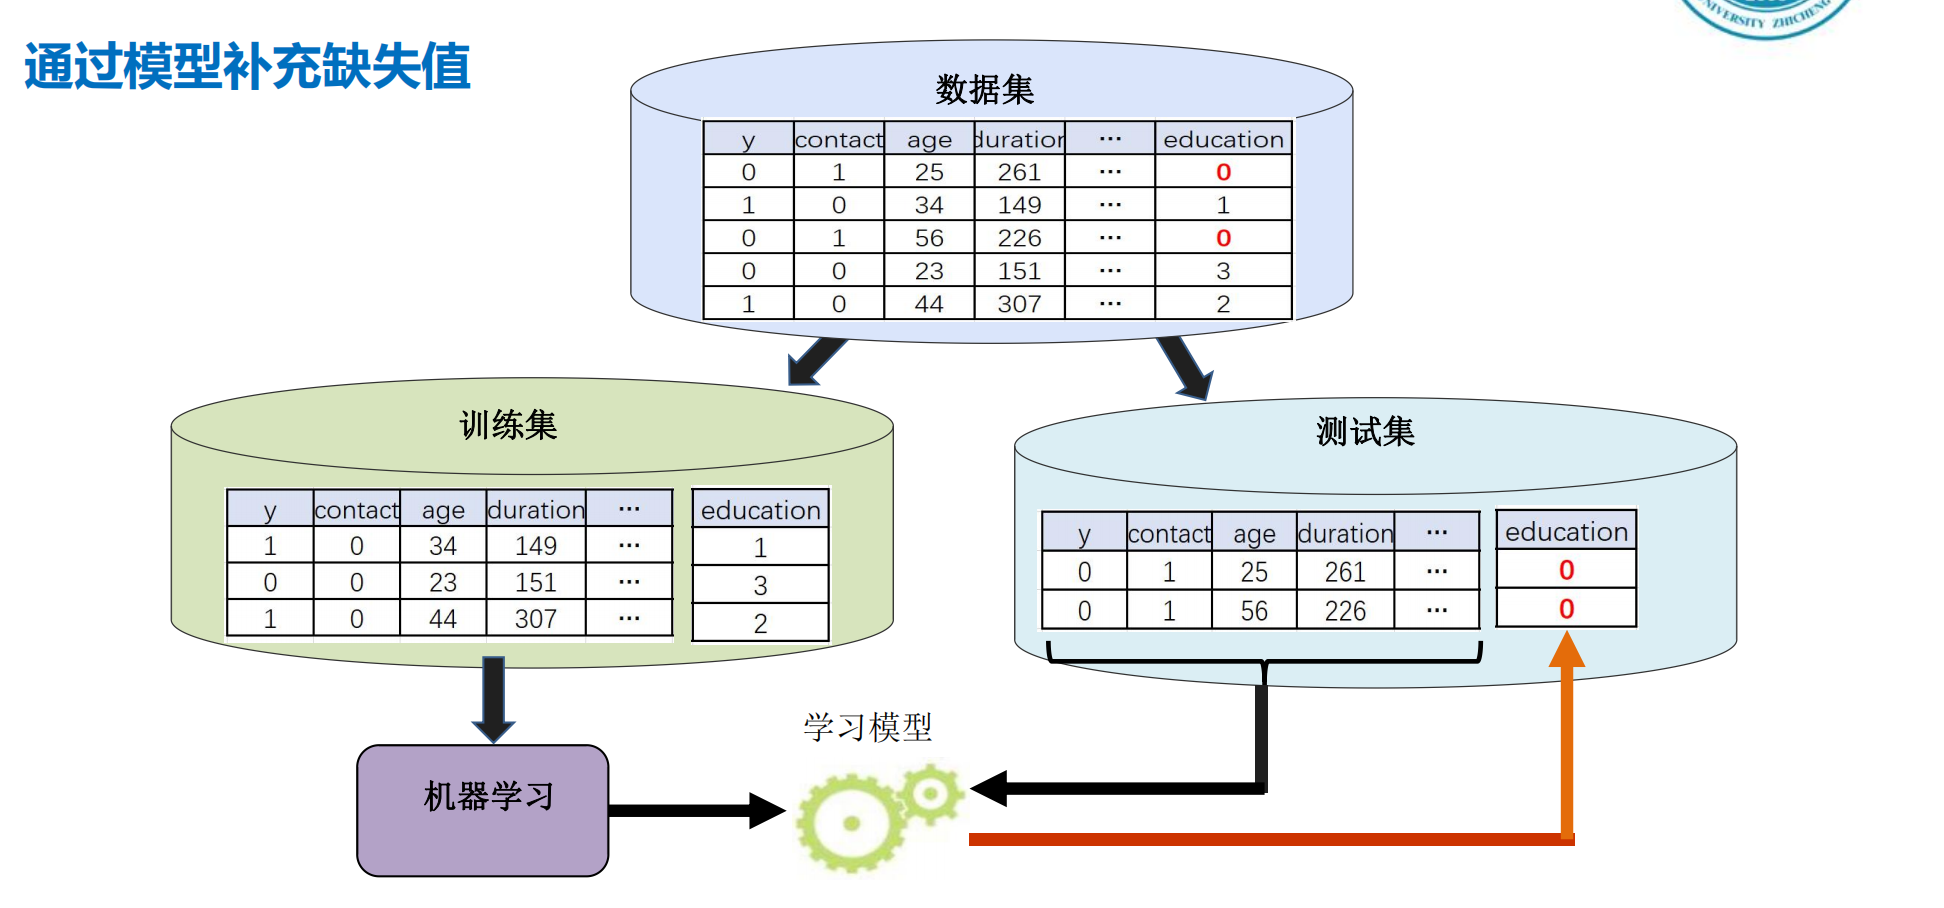 UNIVERSITY ZHICHENG
通过模型补充缺失值
数据集
y contact age duration ··· education
0 1 25 261 ··· 0
1 0 34 149 ··· 1
0 1 56 226 ··· 0
0 0 23 151 ··· 3
1 0 44 307 ··· 2
训练集
y contact age duration ··· education
1 0 34 149 ··· 1
0 0 23 151 ··· 3
1 0 44 307 ··· 2
测试集
y contact age duration ··· education
0 1 25 261 ··· 0
0 1 56 226 ··· 0
学习模型
机器学习